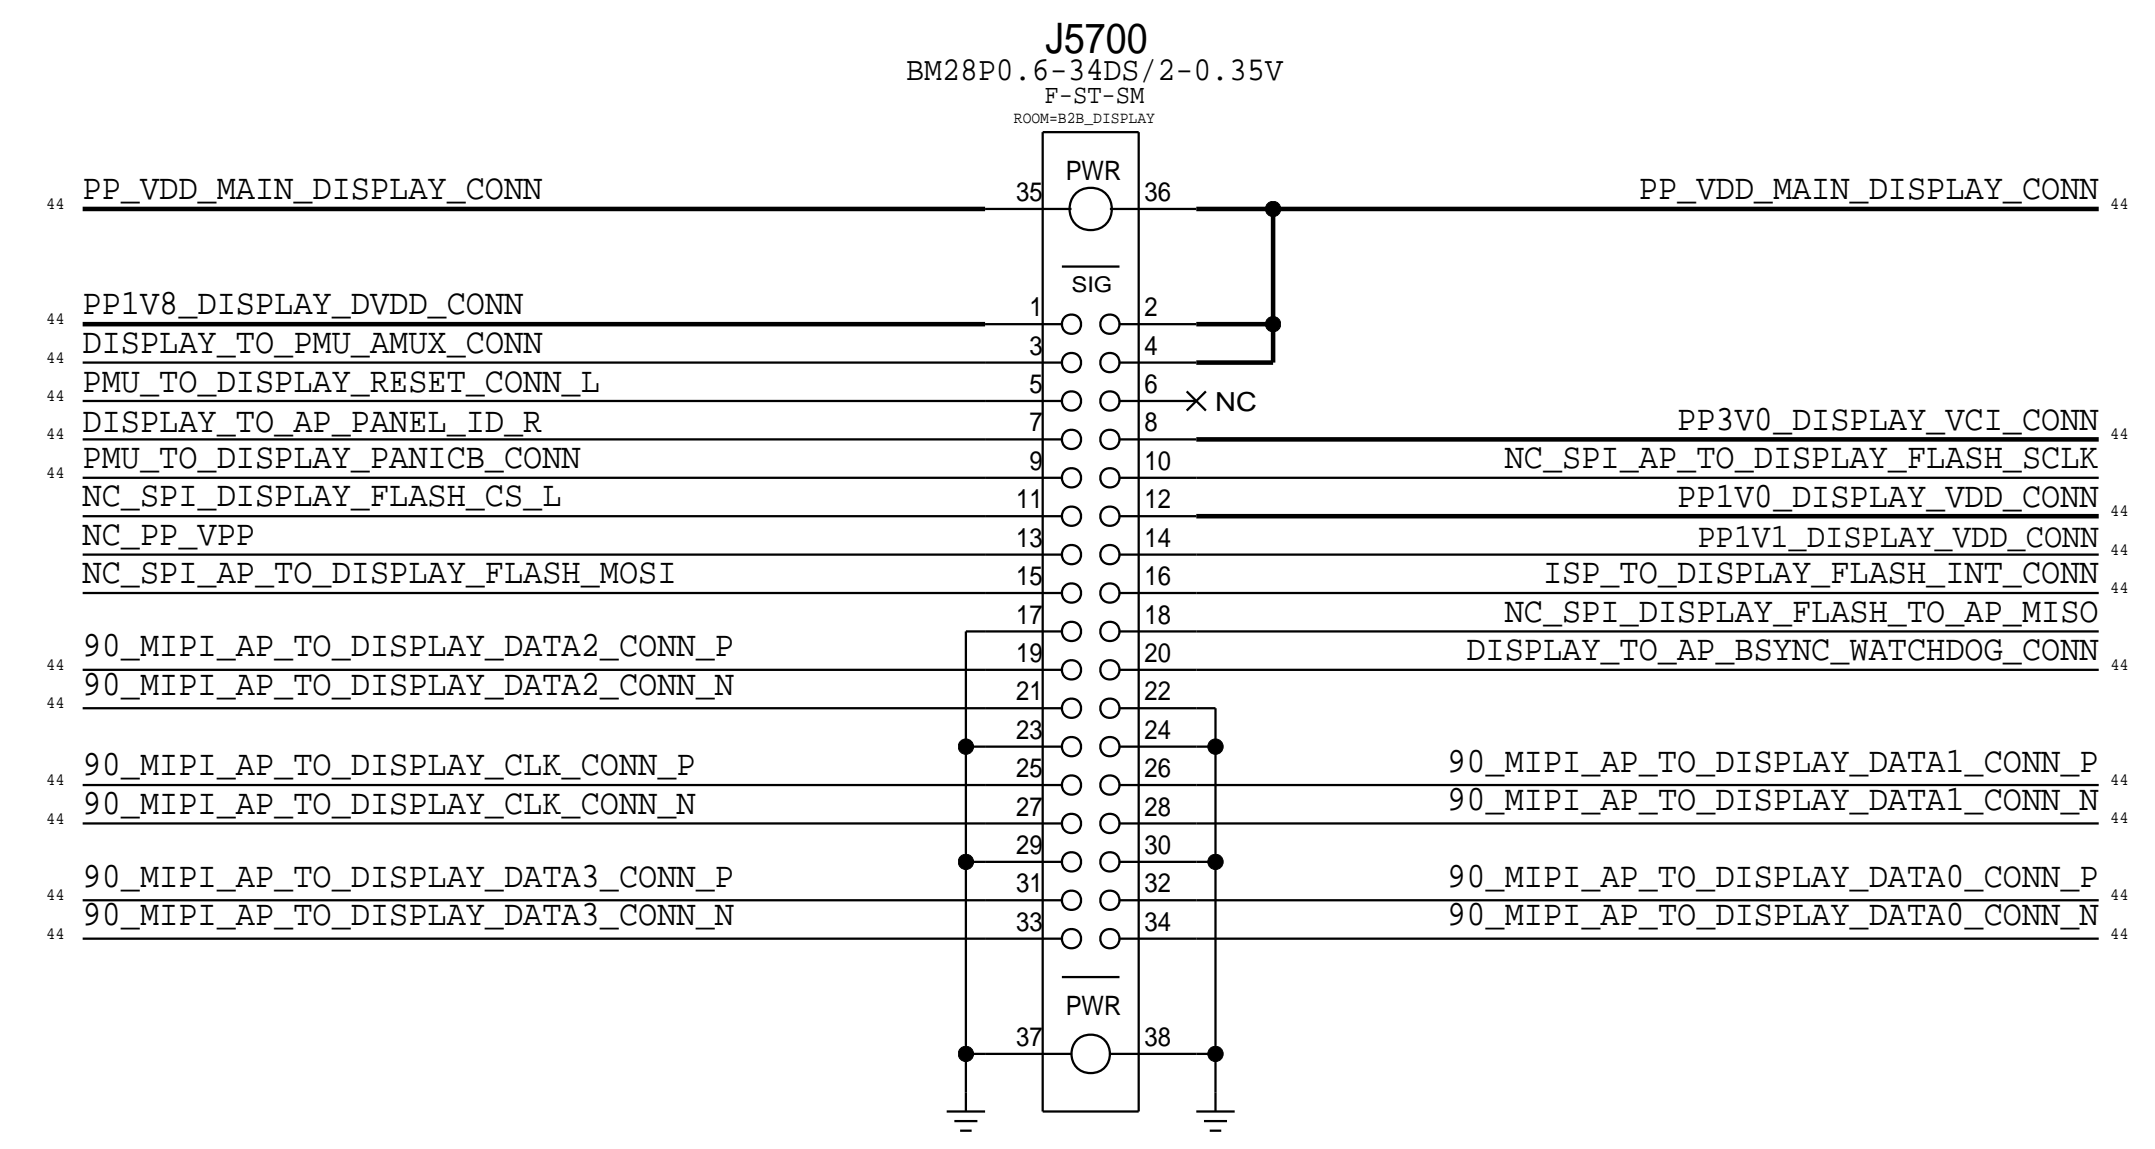 J5700
BM28P0.6-34DS/2-0.35V
F-ST-SM
ROOM=B2B_DISPLAY
PWR
44 PP_VDD_MAIN_DISPLAY_CONN 35 36 PP_VDD_MAIN_DISPLAY_CONN 44
SIG
44 PP1V8_DISPLAY_DVDD_CONN 1 2
44 DISPLAY_TO_PMU_AMUX_CONN 3 4
44 PMU_TO_DISPLAY_RESET_CONN_L 5 6 NC
44 DISPLAY_TO_AP_PANEL_ID_R 7 8 PP3V0_DISPLAY_VCI_CONN 44
44 PMU_TO_DISPLAY_PANICB_CONN 9 10 NC_SPI_AP_TO_DISPLAY_FLASH_SCLK
NC_SPI_DISPLAY_FLASH_CS_L 11 12 PP1V0_DISPLAY_VDD_CONN 44
NC_PP_VPP 13 14 PP1V1_DISPLAY_VDD_CONN 44
NC_SPI_AP_TO_DISPLAY_FLASH_MOSI 15 16 ISP_TO_DISPLAY_FLASH_INT_CONN 44
17 18 NC_SPI_DISPLAY_FLASH_TO_AP_MISO
44 90_MIPI_AP_TO_DISPLAY_DATA2_CONN_P 19 20 DISPLAY_TO_AP_BSYNC_WATCHDOG_CONN 44
44 90_MIPI_AP_TO_DISPLAY_DATA2_CONN_N 21 22
23 24
44 90_MIPI_AP_TO_DISPLAY_CLK_CONN_P 25 26 90_MIPI_AP_TO_DISPLAY_DATA1_CONN_P 44
44 90_MIPI_AP_TO_DISPLAY_CLK_CONN_N 27 28 90_MIPI_AP_TO_DISPLAY_DATA1_CONN_N 44
29 30
44 90_MIPI_AP_TO_DISPLAY_DATA3_CONN_P 31 32 90_MIPI_AP_TO_DISPLAY_DATA0_CONN_P 44
44 90_MIPI_AP_TO_DISPLAY_DATA3_CONN_N 33 34 90_MIPI_AP_TO_DISPLAY_DATA0_CONN_N 44
PWR
37 38